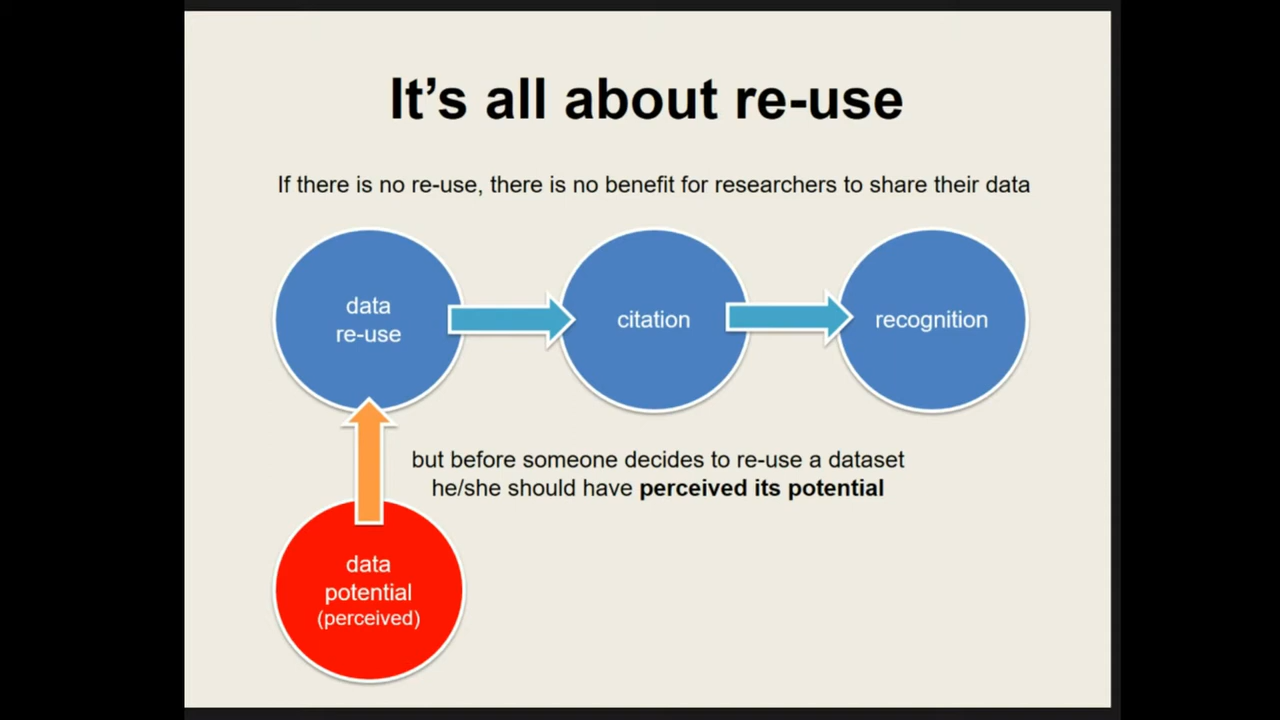 It’s all about re-use
If there is no re-use, there is no benefit for researchers to share their data
data
re-use
citation
recognition
but before someone decides to re-use a dataset
he/she should have perceived its potential
data
potential
(perceived)